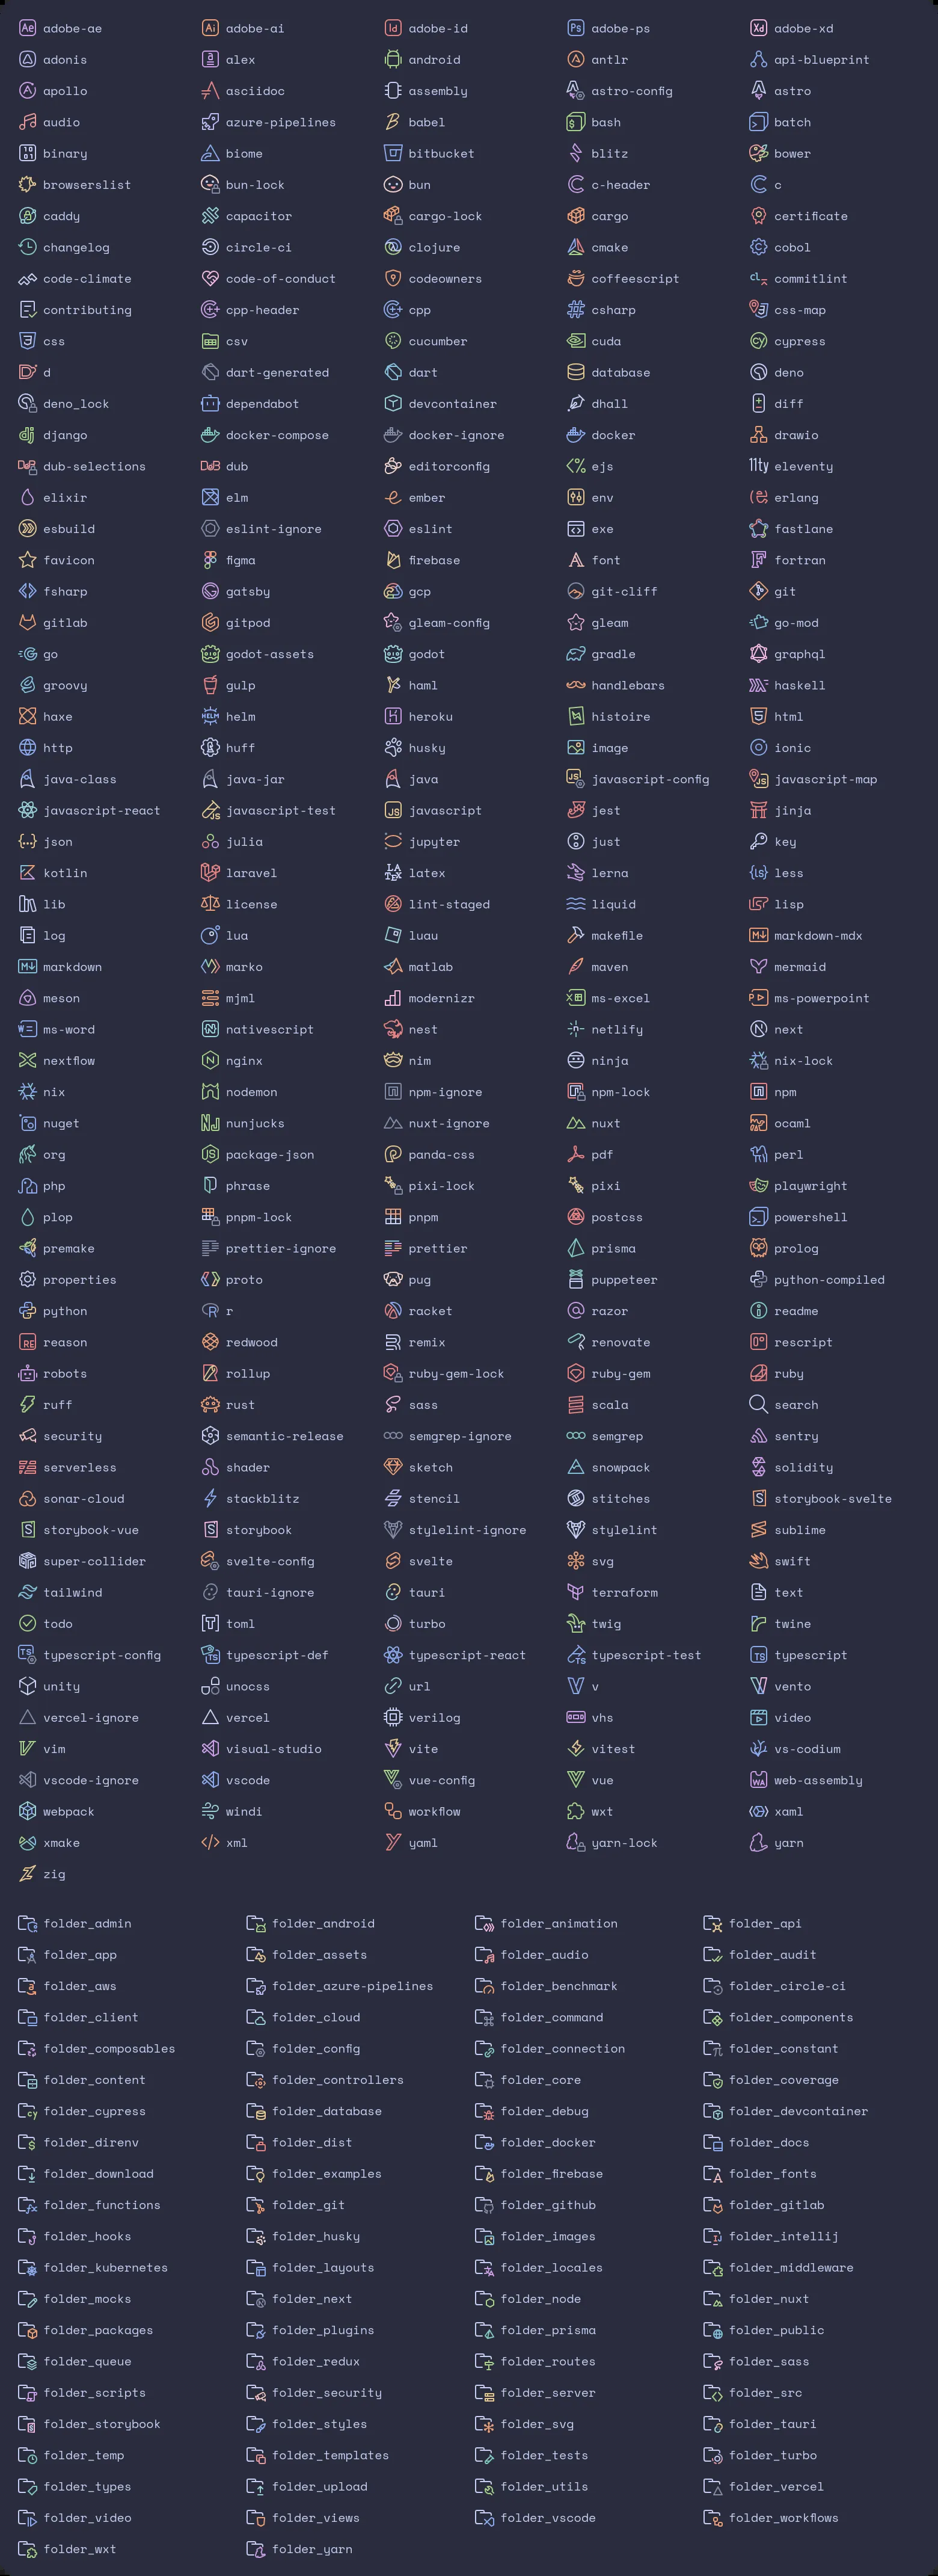 adobe-ae adobe-ai adobe-id adobe-ps adobe-xd
adonis alex android antlr api-blueprint
apollo asciidoc assembly astro-config astro
audio azure-pipelines babel bash batch
binary biome bitbucket blitz bower
browserslist bun-lock bun c-header c
caddy capacitor cargo-lock cargo certificate
changelog circle-ci clojure cmake cobol
code-climate code-of-conduct codeowners coffeescript commitlint
contributing cpp-header cpp csharp css-map
css csv cucumber cuda cypress
d dart-generated dart database deno
deno_lock dependabot devcontainer dhall diff
django docker-compose docker-ignore docker drawio
dub-selections dub editorconfig ejs eleventy
elixir elm ember env erlang
esbuild eslint-ignore eslint exe fastlane
favicon figma firebase font fortran
fsharp gatsby gcp git-cliff git
gitlab gitpod gleam-config gleam go-mod
go godot-assets godot gradle graphql
groovy gulp haml handlebars haskell
haxe helm heroku histoire html
http huff husky image ionic
java-class java-jar java javascript-config javascript-map
javascript-react javascript-test javascript jest jinja
json julia jupyter just key
kotlin laravel latex lerna less
lib license lint-staged liquid lisp
log lua luau makefile markdown-mdx
markdown marko matlab maven mermaid
meson mjml modernizr ms-excel ms-powerpoint
ms-word nativescript nest netlify next
nextflow nginx nim ninja nix-lock
nix nodemon npm-ignore npm-lock npm
nuget nunjucks nuxt-ignore nuxt ocaml
org package-json panda-css pdf perl
php phrase pixi-lock pixi playwright
plop pnpm-lock pnpm postcss powershell
premake prettier-ignore prettier prisma prolog
properties proto pug puppeteer python-compiled
python r racket razor readme
reason redwood remix renovate rescript
robots rollup ruby-gem-lock ruby-gem ruby
ruff rust sass scala search
security semantic-release semgrep-ignore semgrep sentry
serverless shader sketch snowpack solidity
sonar-cloud stackblitz stencil stitches storybook-svelte
storybook-vue storybook stylelint-ignore stylelint sublime
super-collider svelte-config svelte svg swift
tailwind tauri-ignore tauri terraform text
todo toml turbo twig twine
typescript-config typescript-def typescript-react typescript-test typescript
unity unocss url v vento
vercel-ignore vercel verilog vhs video
vim visual-studio vite vitest vs-codium
vscode-ignore vscode vue-config vue web-assembly
webpack windi workflow wxt xaml
xmake xml yaml yarn-lock yarn
zig
folder_admin folder_android folder_animation folder_api
folder_app folder_assets folder_audio folder_audit
folder_aws folder_azure-pipelines folder_benchmark folder_circle-ci
folder_client folder_cloud folder_command folder_components
folder_composables folder_config folder_connection folder_constant
folder_content folder_controllers folder_core folder_coverage
folder_cypress folder_database folder_debug folder_devcontainer
folder_direnv folder_dist folder_docker folder_docs
folder_download folder_examples folder_firebase folder_fonts
folder_functions folder_git folder_github folder_gitlab
folder_hooks folder_husky folder_images folder_intellij
folder_kubernetes folder_layouts folder_locales folder_middleware
folder_mocks folder_next folder_node folder_nuxt
folder_packages folder_plugins folder_prisma folder_public
folder_queue folder_redux folder_routes folder_sass
folder_scripts folder_security folder_server folder_src
folder_storybook folder_styles folder_svg folder_tauri
folder_temp folder_templates folder_tests folder_turbo
folder_types folder_upload folder_utils folder_vercel
folder_video folder_views folder_vscode folder_workflows
folder_wxt folder_yarn